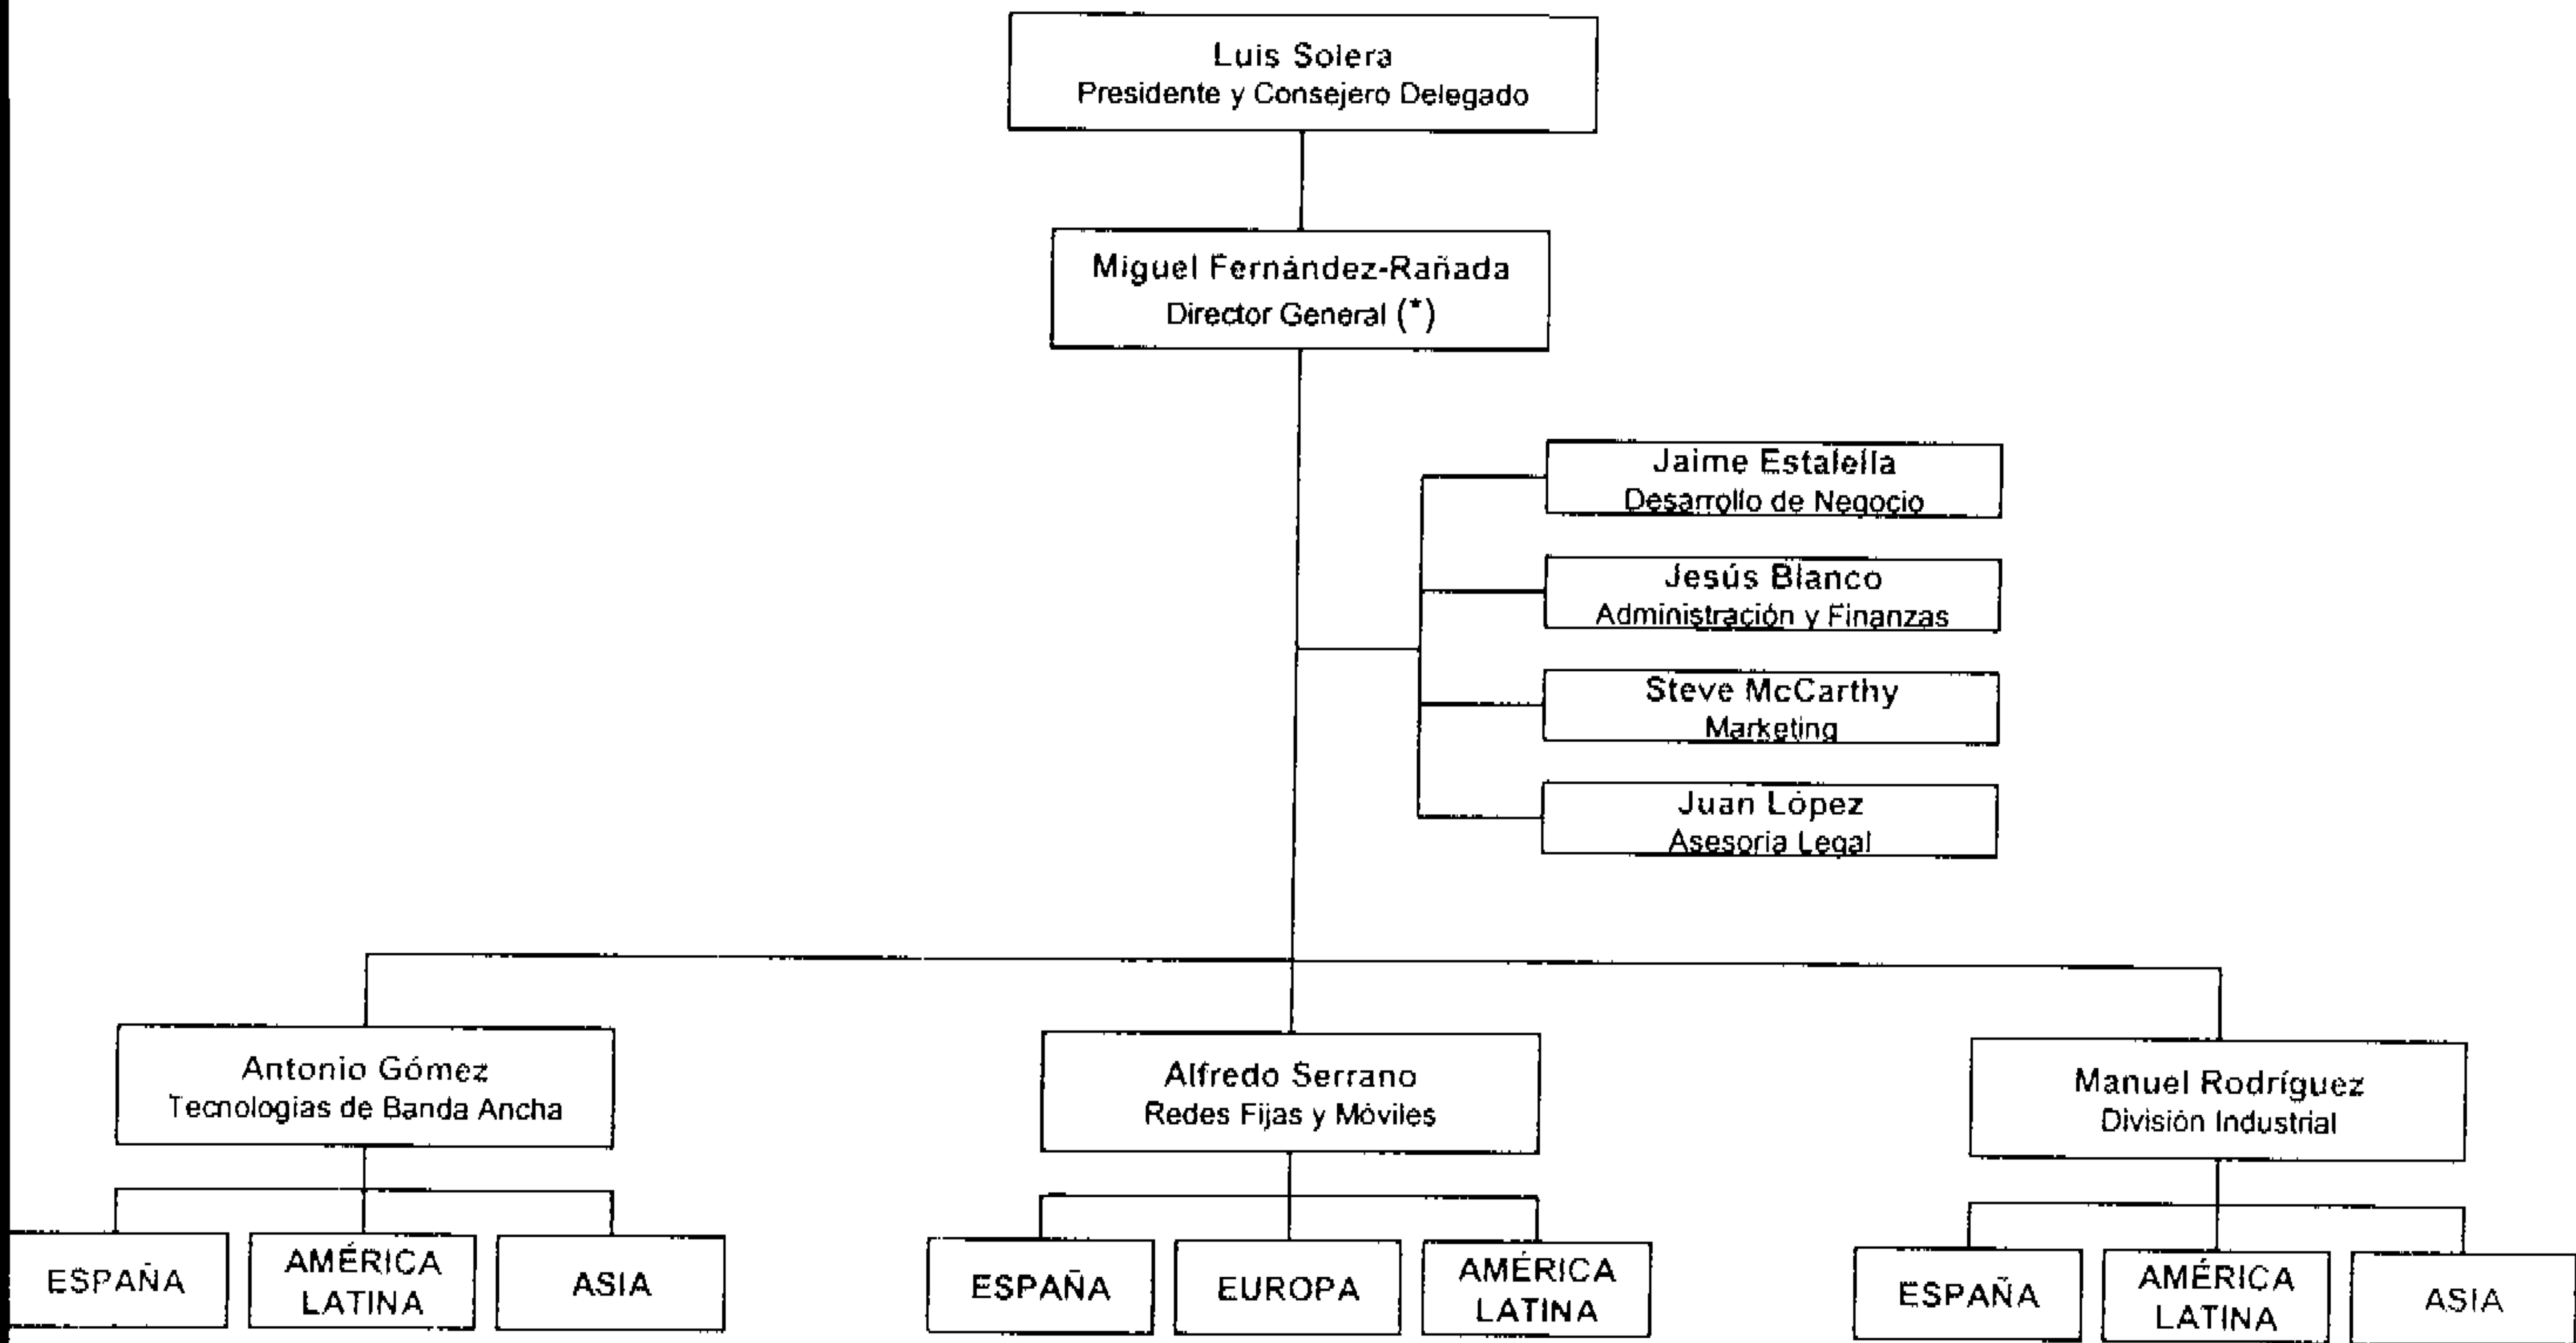 Luis Solera
Presidente y Consejero Delegado
Miguel Fernández-Rañada
Director General (*)
Jaime Estalella
Desarrollo de Negocio
Jesús Blanco
Administración y Finanzas
Steve McCarthy
Marketing
Juan López
Asesoria Legal
Antonio Gómez
Tecnologias de Banda Ancha
Alfredo Serrano
Redes Fijas y Móviles
Manuel Rodríguez
División Industrial
ESPAÑA
AMÉRICA
LATINA
ASIA
ESPAÑA
EUROPA
AMÉRICA
LATINA
ESPAÑA
AMÉRICA
LATINA
ASIA